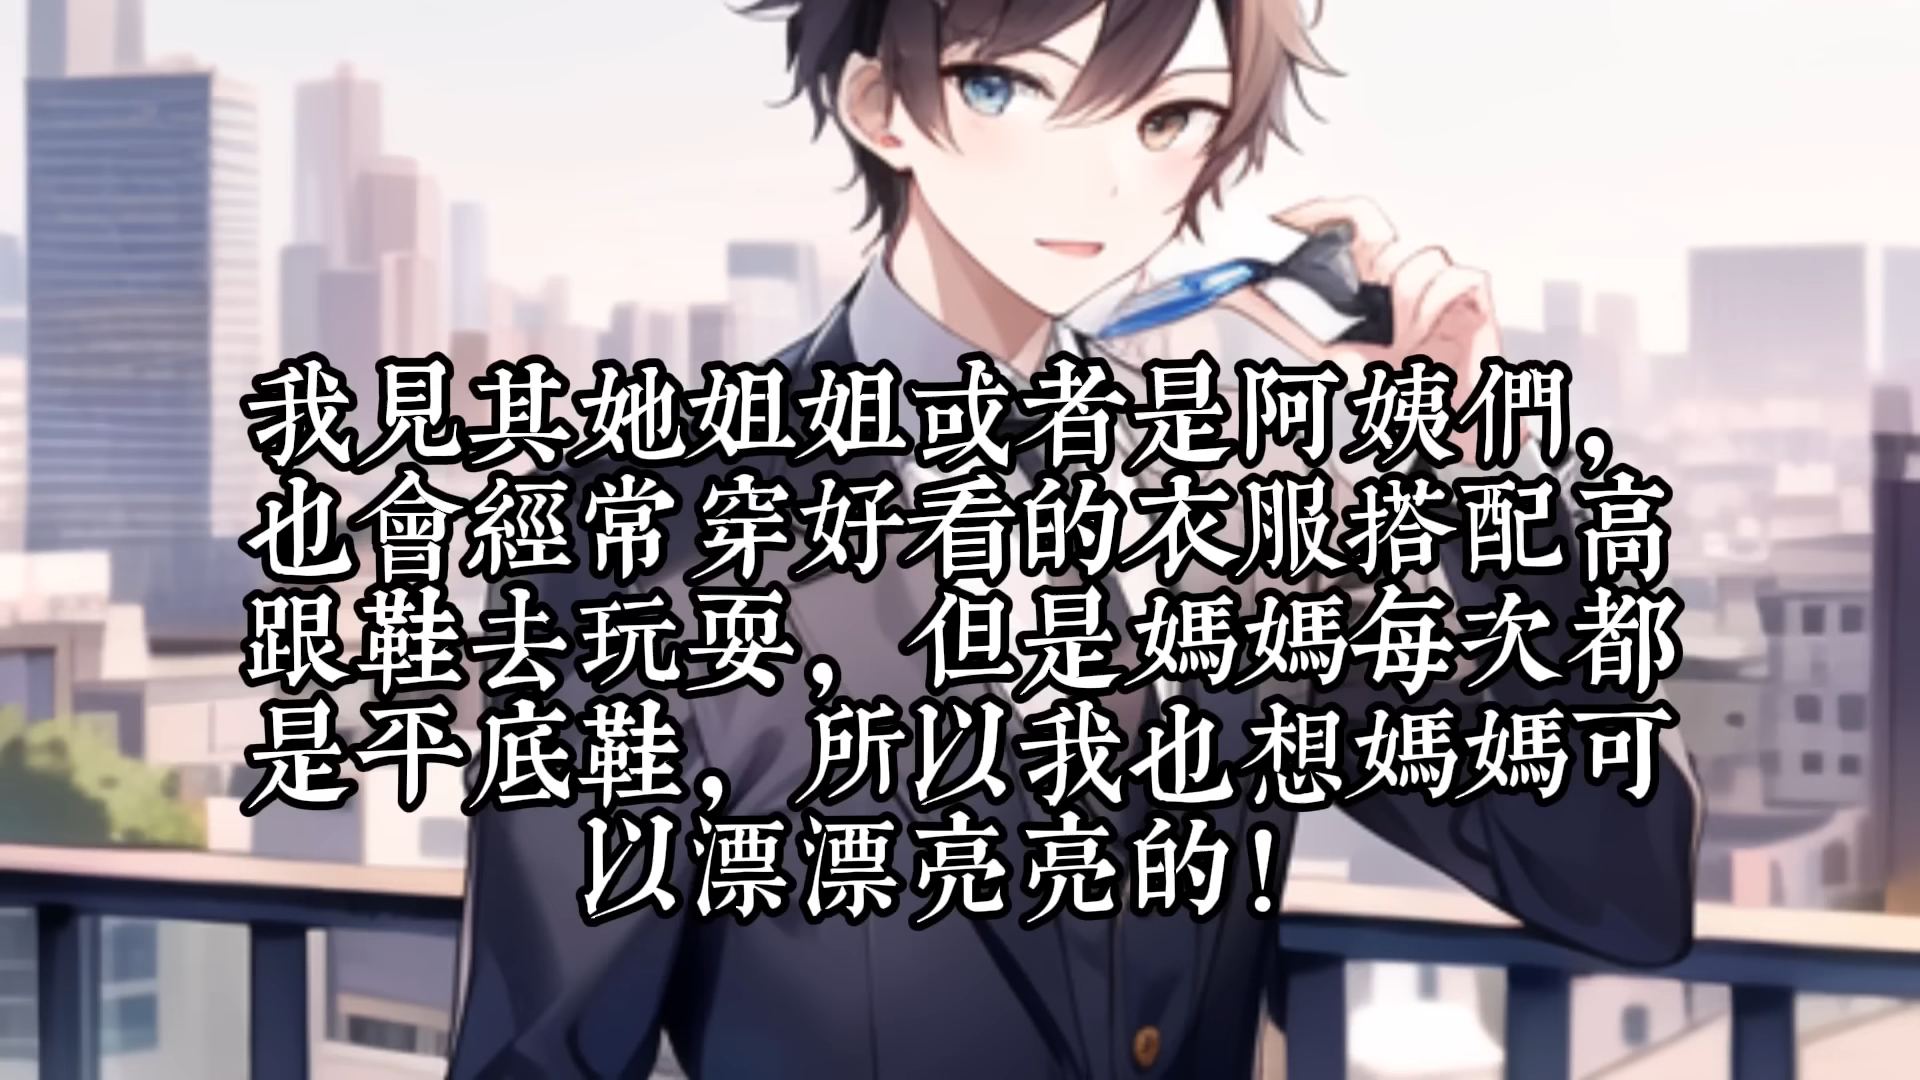 我見其她姐姐或者是阿姨們，
也會經常穿好看的衣服搭配高
跟鞋去玩耍，但是媽媽每次都
是平底鞋，所以我也想媽媽可
以漂漂亮亮的！